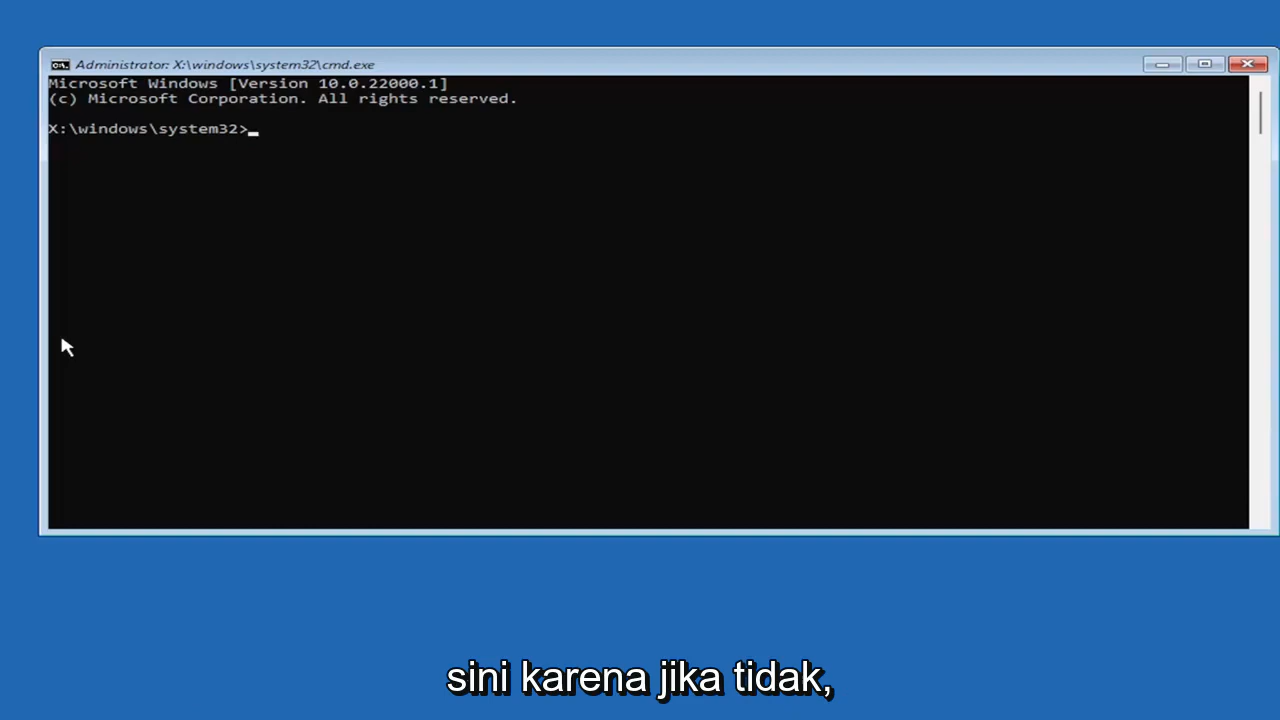 Administrator: X:\windows\system32\cmd.exe
Microsoft Windows [Version 10.0.22000.1]
(c) Microsoft Corporation. All rights reserved.
X:\windows\system32>_
sini karena jika tidak,